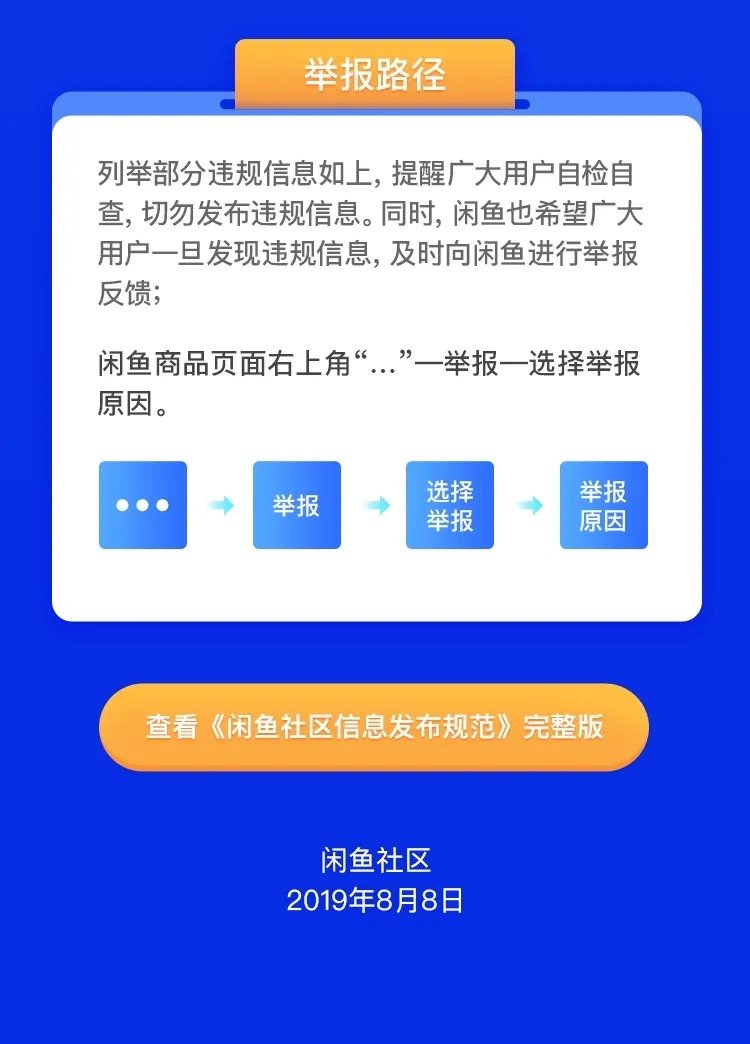 举报路径
列举部分违规信息如上，提醒广大用户自检自
查，切勿发布违规信息。同时，闲鱼也希望广大
用户一旦发现违规信息，及时向闲鱼进行举报
反馈；
闲鱼商品页面右上角“...”—举报—选择举报
原因。
举报
选择
举报
举报
原因
查看《闲鱼社区信息发布规范》完整版
闲鱼社区
2019年8月8日